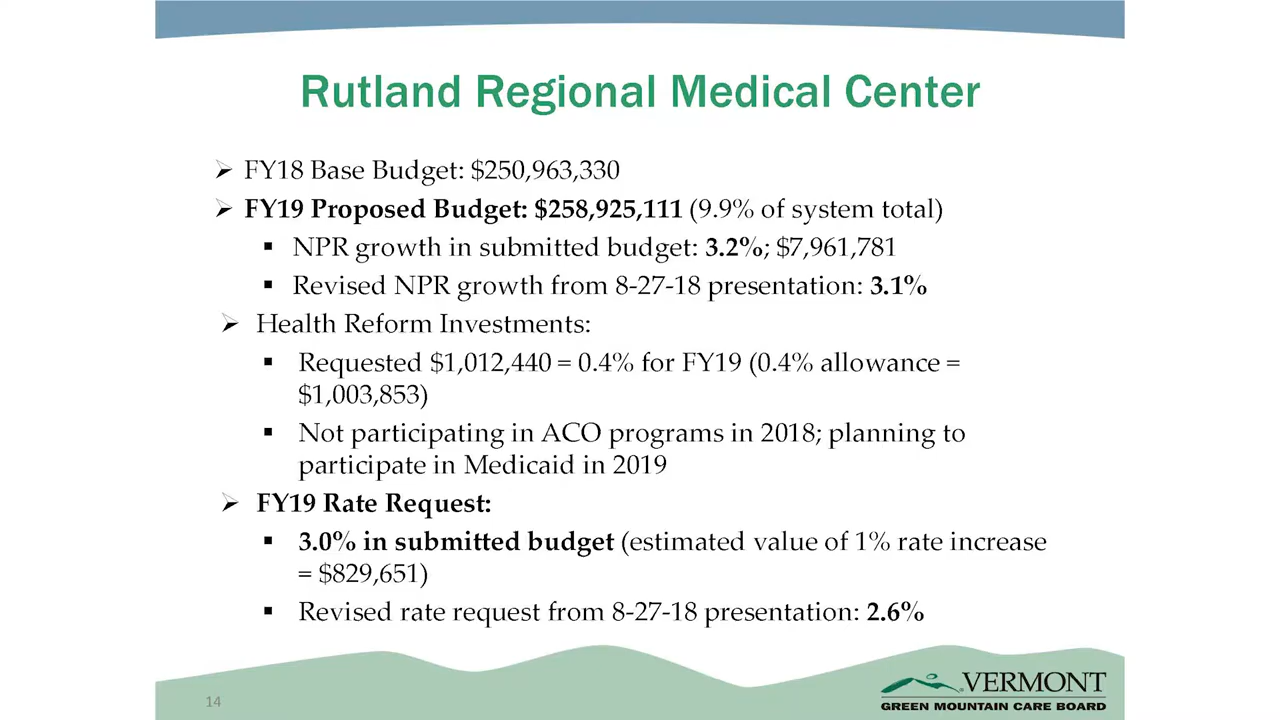 Rutland Regional Medical Center
➢ FY18 Base Budget: $250,963,330
➢ FY19 Proposed Budget: $258,925,111 (9.9% of system total)
▪ NPR growth in submitted budget: 3.2%; $7,961,781
▪ Revised NPR growth from 8-27-18 presentation: 3.1%
➢ Health Reform Investments:
▪ Requested $1,012,440 = 0.4% for FY19 (0.4% allowance =
$1,003,853)
▪ Not participating in ACO programs in 2018; planning to
participate in Medicaid in 2019
➢ FY19 Rate Request:
▪ 3.0% in submitted budget (estimated value of 1% rate increase
= $829,651)
▪ Revised rate request from 8-27-18 presentation: 2.6%
14
VERMONT
GREEN MOUNTAIN CARE BOARD